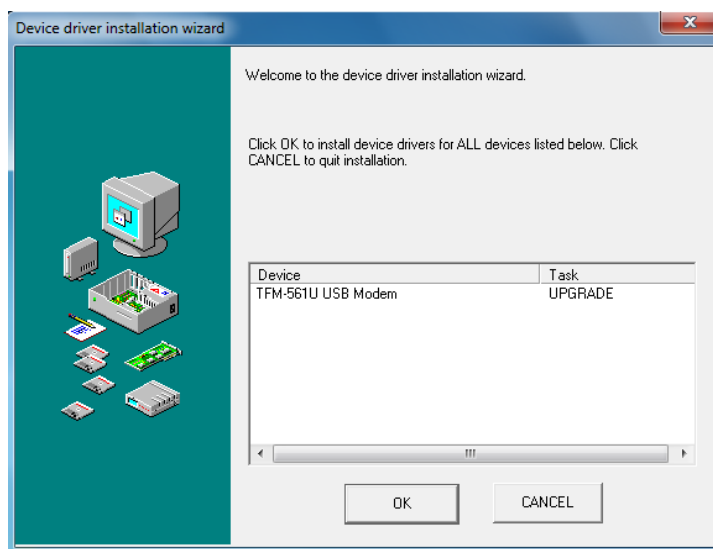 Device driver installation wizard
Welcome to the device driver installation wizard.
Click OK to install device drivers for ALL devices listed below. Click
CANCEL to quit installation.
Device Task
TFM-561U USB Modem UPGRADE
OK CANCEL